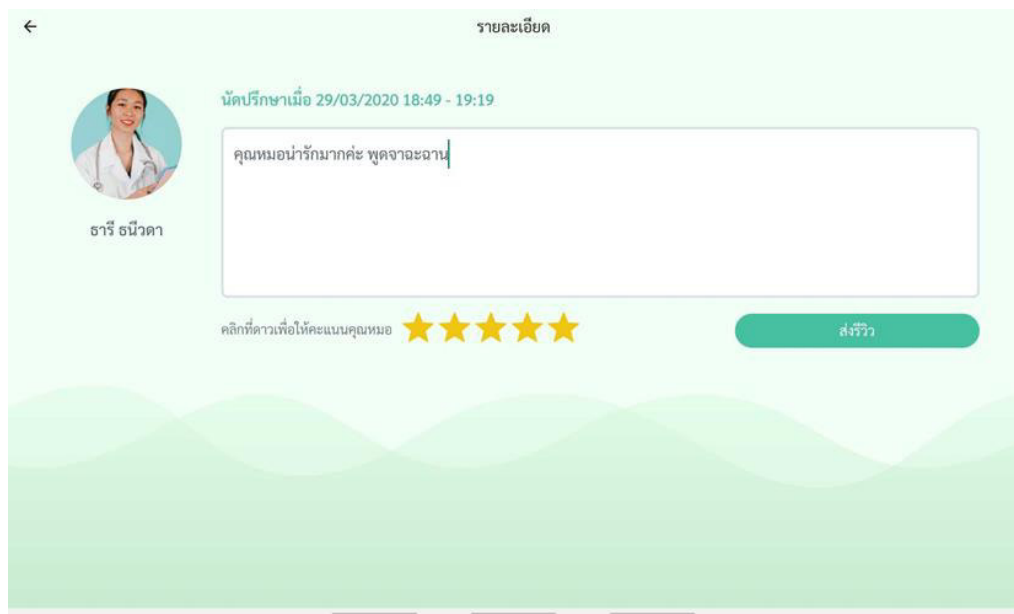 รายละเอียด
นัดปรึกษาเมื่อ 29/03/2020 18:49 - 19:19
คุณหมอน่ารักมากค่ะ พูดจาฉะฉาน
ธารี ธนีวดา
คลิกที่ดาวเพื่อให้คะแนนคุณหมอ
ส่งรีวิว